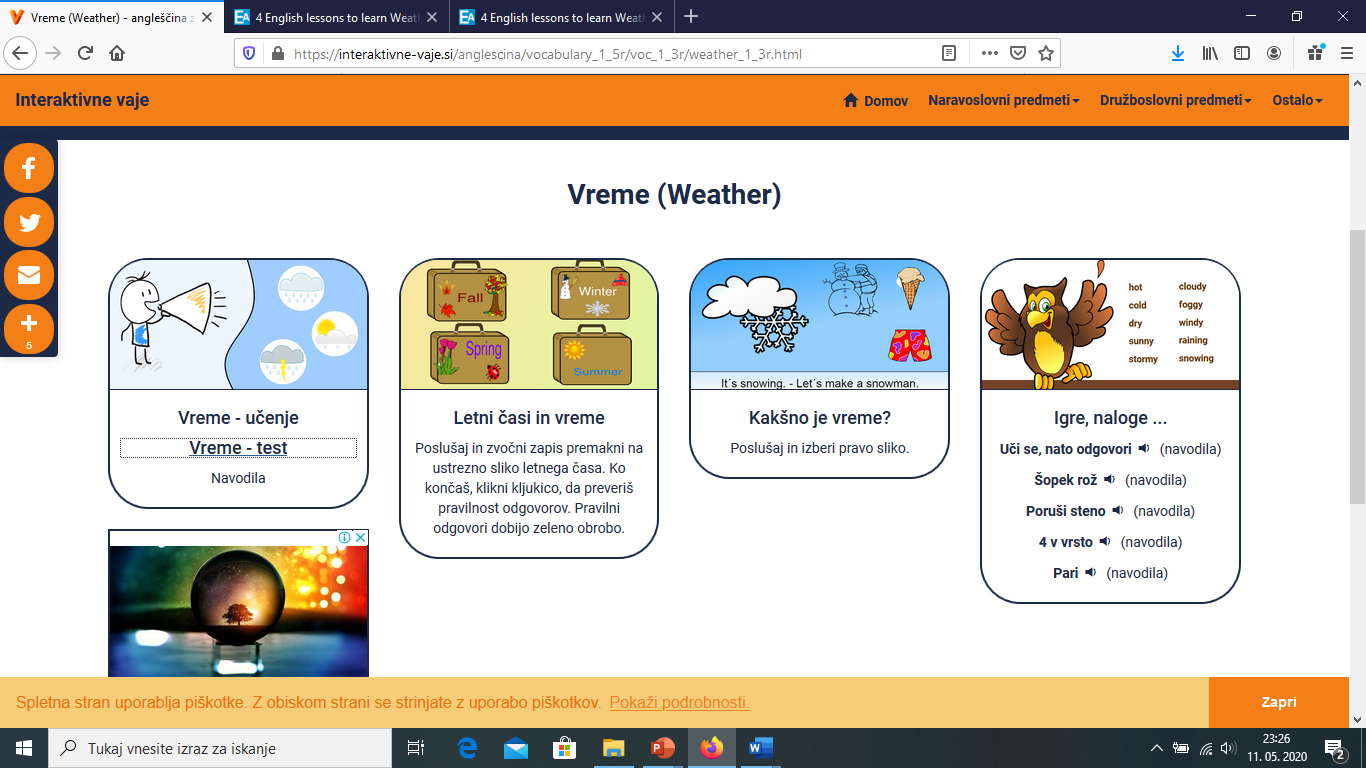 Vreme (Weather) - angleščina z
4 English lessons to learn Weath
4 English lessons to learn Weath
https://interaktivne-vaje.si/anglescina/vocabulary_1_5r/voc_1_3r/weather_1_3r.html
Interaktivne vaje
Domov
Naravoslovni predmeti
Družboslovni predmeti
Ostalo
5
Vreme (Weather)
Vreme - učenje
Vreme - test
Navodila
Fall
Winter
Spring
Summer
Letni časi in vreme
Poslušaj in zvočni zapis premakni na
ustrezno sliko letnega časa. Ko
končaš, klikni kljukico, da preveriš
pravilnost odgovorov. Pravilni
odgovori dobijo zeleno obrobo.
It´s snowing. - Let´s make a snowman.
Kakšno je vreme?
Poslušaj in izberi pravo sliko.
hot cloudy
cold foggy
dry windy
sunny raining
stormy snowing
Igre, naloge ...
Uči se, nato odgovori (navodila)
Šopek rož (navodila)
Poruši steno (navodila)
4 v vrsto (navodila)
Pari (navodila)
Spletna stran uporablja piškotke. Z obiskom strani se strinjate z uporabo piškotkov. Pokaži podrobnosti.
Zapri
Tukaj vnesite izraz za iskanje
23:26
11. 05. 2020
2